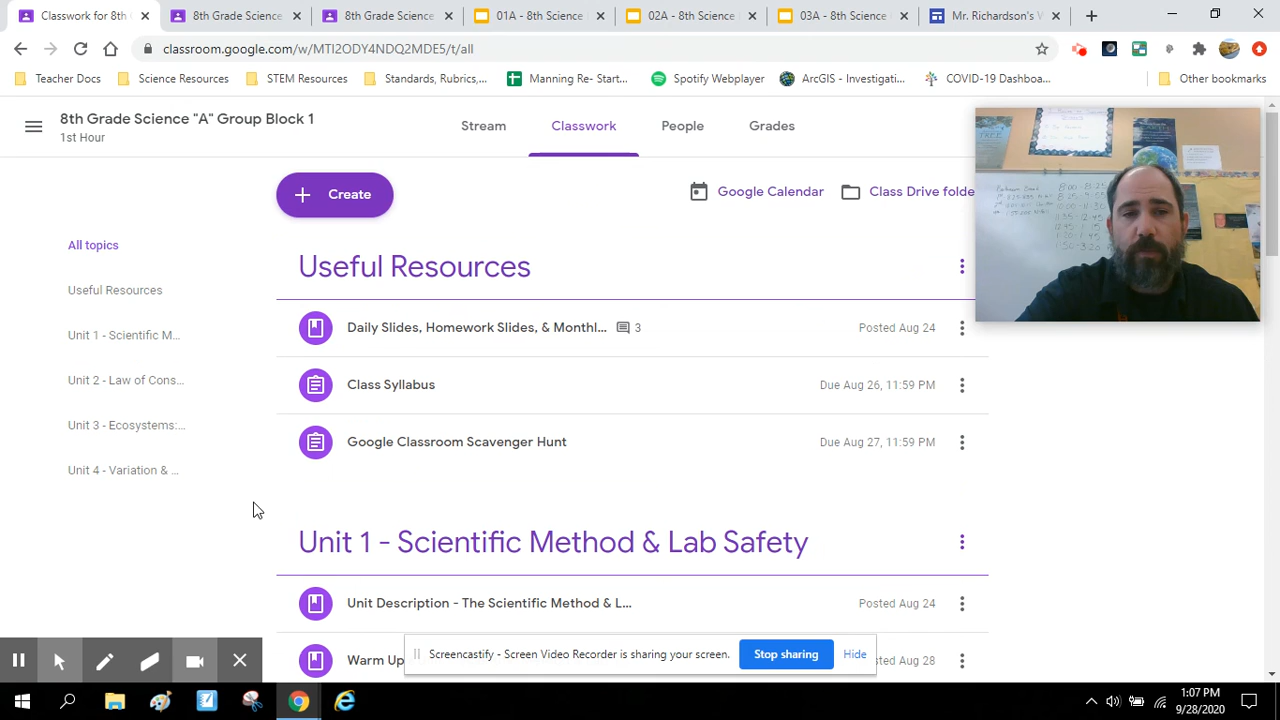 Classwork for 8th Grade Sci
8th Grade Science
8th Grade Science
01A - 8th Science
02A - 8th Scienti
03A - 8th Science
Mr. Richardson's W
classroom.google.com/w/MTI2ODY4NDQ2MDE5/t/all
Teacher Docs
Science Resources
STEM Resources
Standards, Rubrics,...
Manning Re- Start...
Spotify Webplayer
ArcGIS - Investigati...
COVID-19 Dashboa...
Other bookmarks
8th Grade Science "A" Group Block 1
1st Hour
Stream
Classwork
People
Grades
Create
Google Calendar
Class Drive folde
All topics
Useful Resources
Unit 1 - Scientific M...
Unit 2 - Law of Cons...
Unit 3 - Ecosystems:...
Unit 4 - Variation & ...
Useful Resources
Daily Slides, Homework Slides, & Monthl...
3
Posted Aug 24
Class Syllabus
Due Aug 26, 11:59 PM
Google Classroom Scavenger Hunt
Due Aug 27, 11:59 PM
Unit 1 - Scientific Method & Lab Safety
Unit Description - The Scientific Method & L...
Posted Aug 24
Warm Up
sted Aug 28
Screencastify - Screen Video Recorder is sharing your screen.
Stop sharing
Hide
1:07 PM
9/28/2020